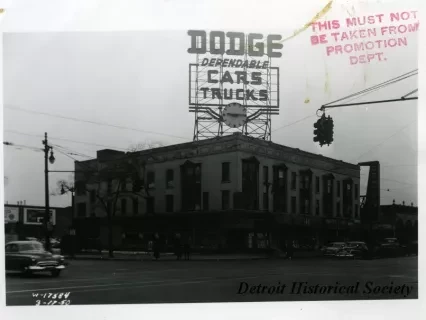 DODGE
DEPENDABLE
CARS
TRUCKS
THIS MUST NOT
BE TAKEN FROM
PROMOTION
DEPT.
Detroit Historical Society